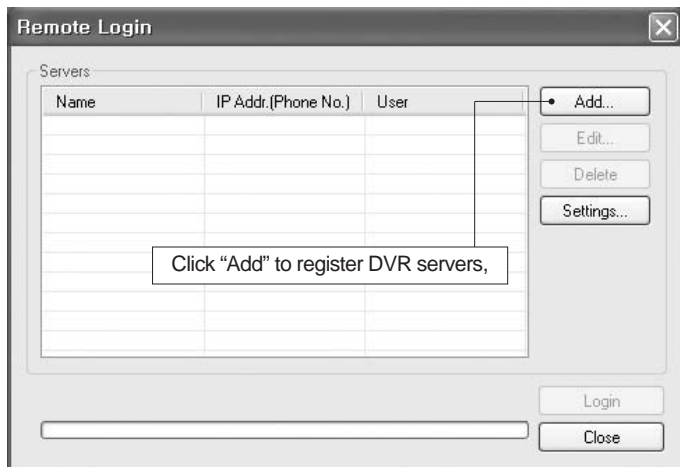 Remote Login
Servers
Name IP Addr.(Phone No.) User
Add...
Edit...
Delete
Settings...
Click “Add” to register DVR servers,
Login
Close